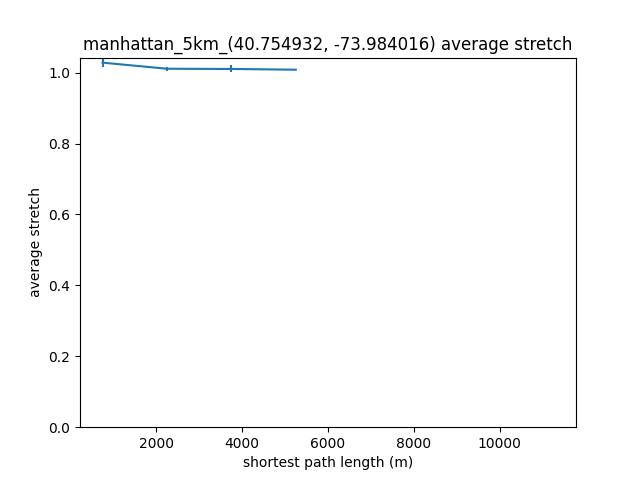 manhattan_5km_(40.754932, -73.984016) average stretch
1.0
0.8
0.6
0.4
0.2
0.0
average stretch
2000 4000 6000 8000 10000
shortest path length (m)